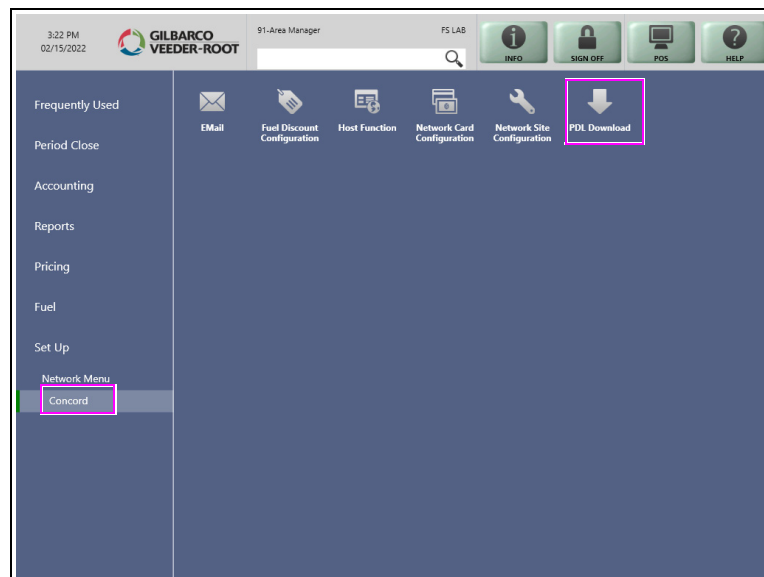 3:22 PM
02/15/2022
GILBARCO
VEEDER-ROOT
91-Area Manager
FS LAB
INFO
SIGN OFF
POS
HELP
Frequently Used
Period Close
Accounting
Reports
Pricing
Fuel
Set Up
Network Menu
Concord
EMail
Fuel Discount
Configuration
Host Function
Network Card
Configuration
Network Site
Configuration
PDL Download